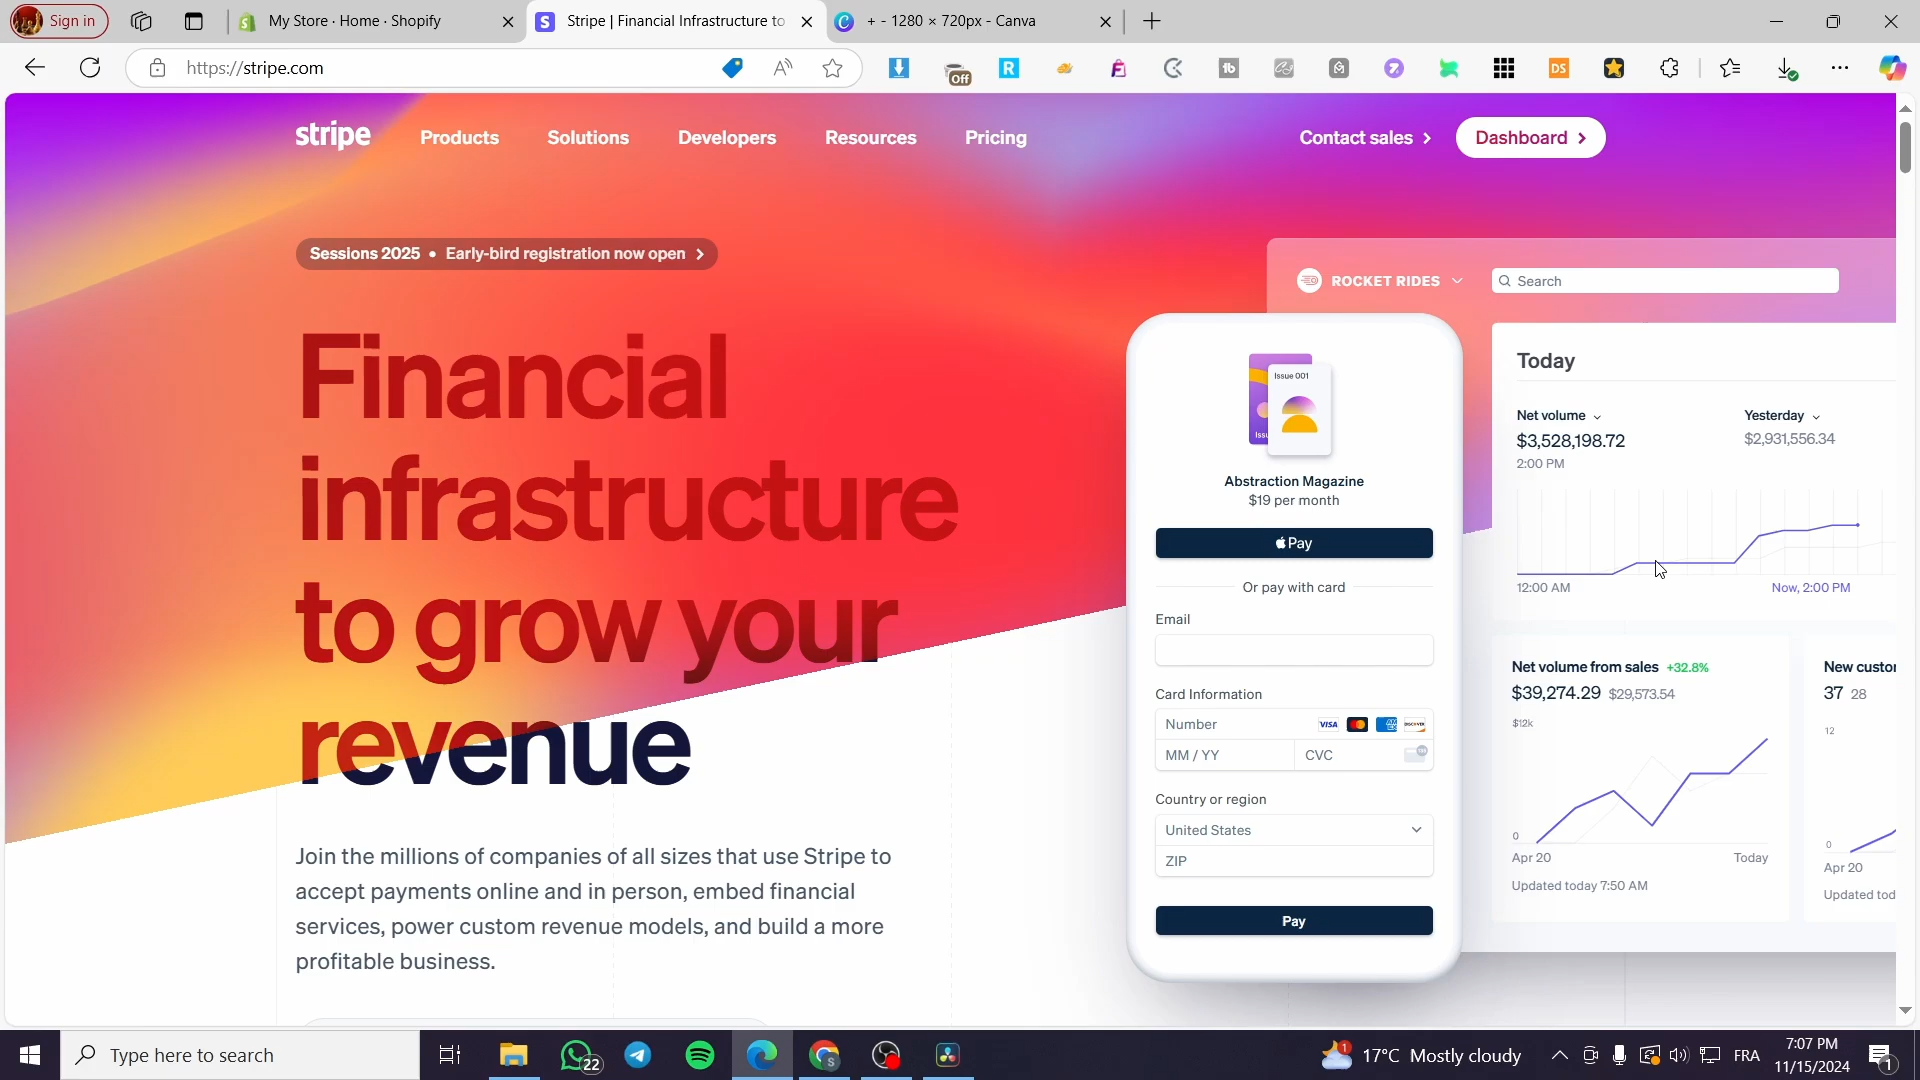 Sign in
My Store · Home · Shopify
Stripe | Financial Infrastructure to
+ - 1280 × 720px - Canva
https://stripe.com
Off
DS
stripe
Products
Solutions
Developers
Resources
Pricing
Contact sales
Dashboard
Sessions 2025 • Early-bird registration now open
Financial
infrastructure
to grow your
revenue
Join the millions of companies of all sizes that use Stripe to
accept payments online and in person, embed financial
services, power custom revenue models, and build a more
profitable business.
Issue 001
Abstraction Magazine
$19 per month
Pay
Or pay with card
Email
Card Information
Number
VISA
MM / YY
CVC
Country or region
United States
ZIP
Pay
ROCKET RIDES
Search
Today
Net volume
Yesterday
$3,528,198.72
$2,931,556.34
2:00 PM
12:00 AM
Now, 2:00 PM
Net volume from sales +32.8%
$39,274.29 $29,573.54
$12k
0
Apr 20
Today
Updated today 7:50 AM
New custor
37 28
12
0
Apr 20
Updated tod
Type here to search
22
17°C Mostly cloudy
FRA
7:07 PM
11/15/2024
1